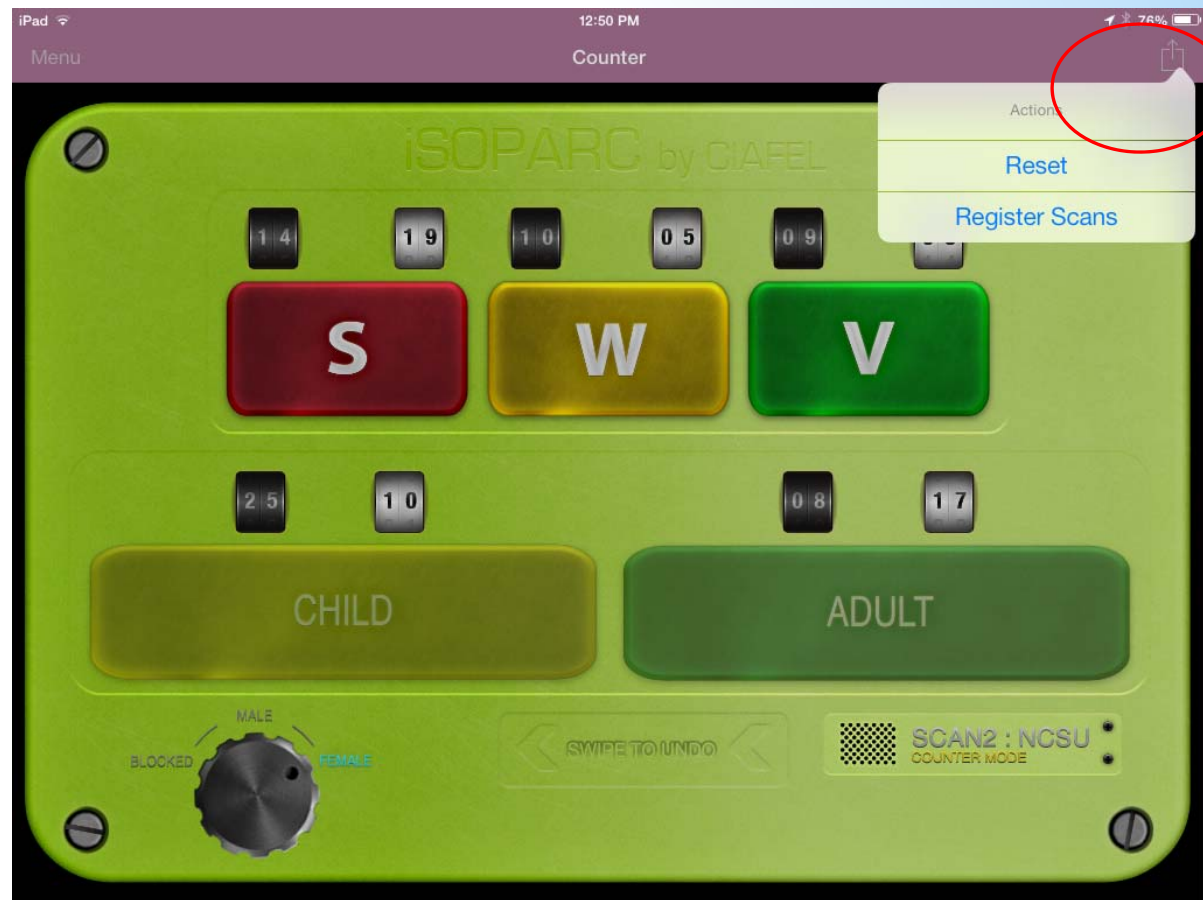 iPad 12:50 PM 76%
Menu Counter
Actions
Reset
Register Scans
iSOPARC by CIAFEL
14 19 10 05 09
S W V
25 10 08 17
CHILD ADULT
MALE
BLOCKED FEMALE
SWIPE TO UNDO
SCAN2 : NCSU
COUNTER MODE